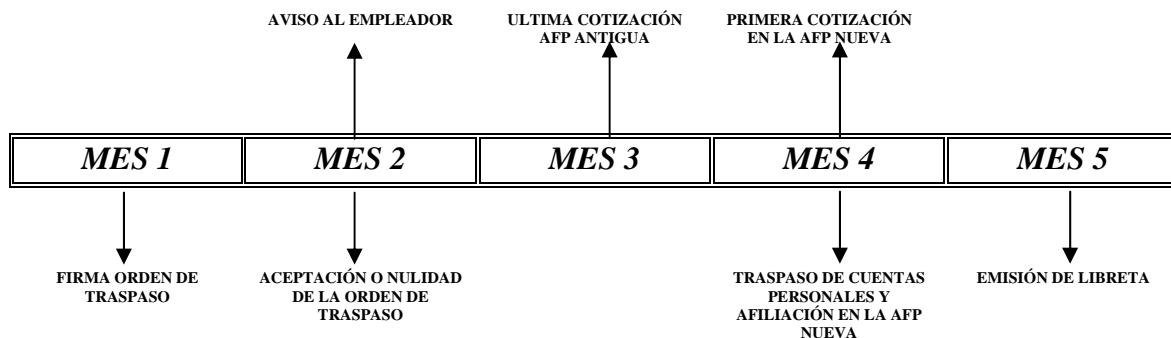 AVISO AL EMPLEADOR
ULTIMA COTIZACIÓN
AFP ANTIGUA
PRIMERA COTIZACIÓN
EN LA AFP NUEVA
MES 1
MES 2
MES 3
MES 4
MES 5
FIRMA ORDEN DE
TRASPASO
ACEPTACIÓN O NULIDAD
DE LA ORDEN DE
TRASPASO
TRASPASO DE CUENTAS
PERSONALES Y
AFILIACIÓN EN LA AFP
NUEVA
EMISIÓN DE LIBRETA